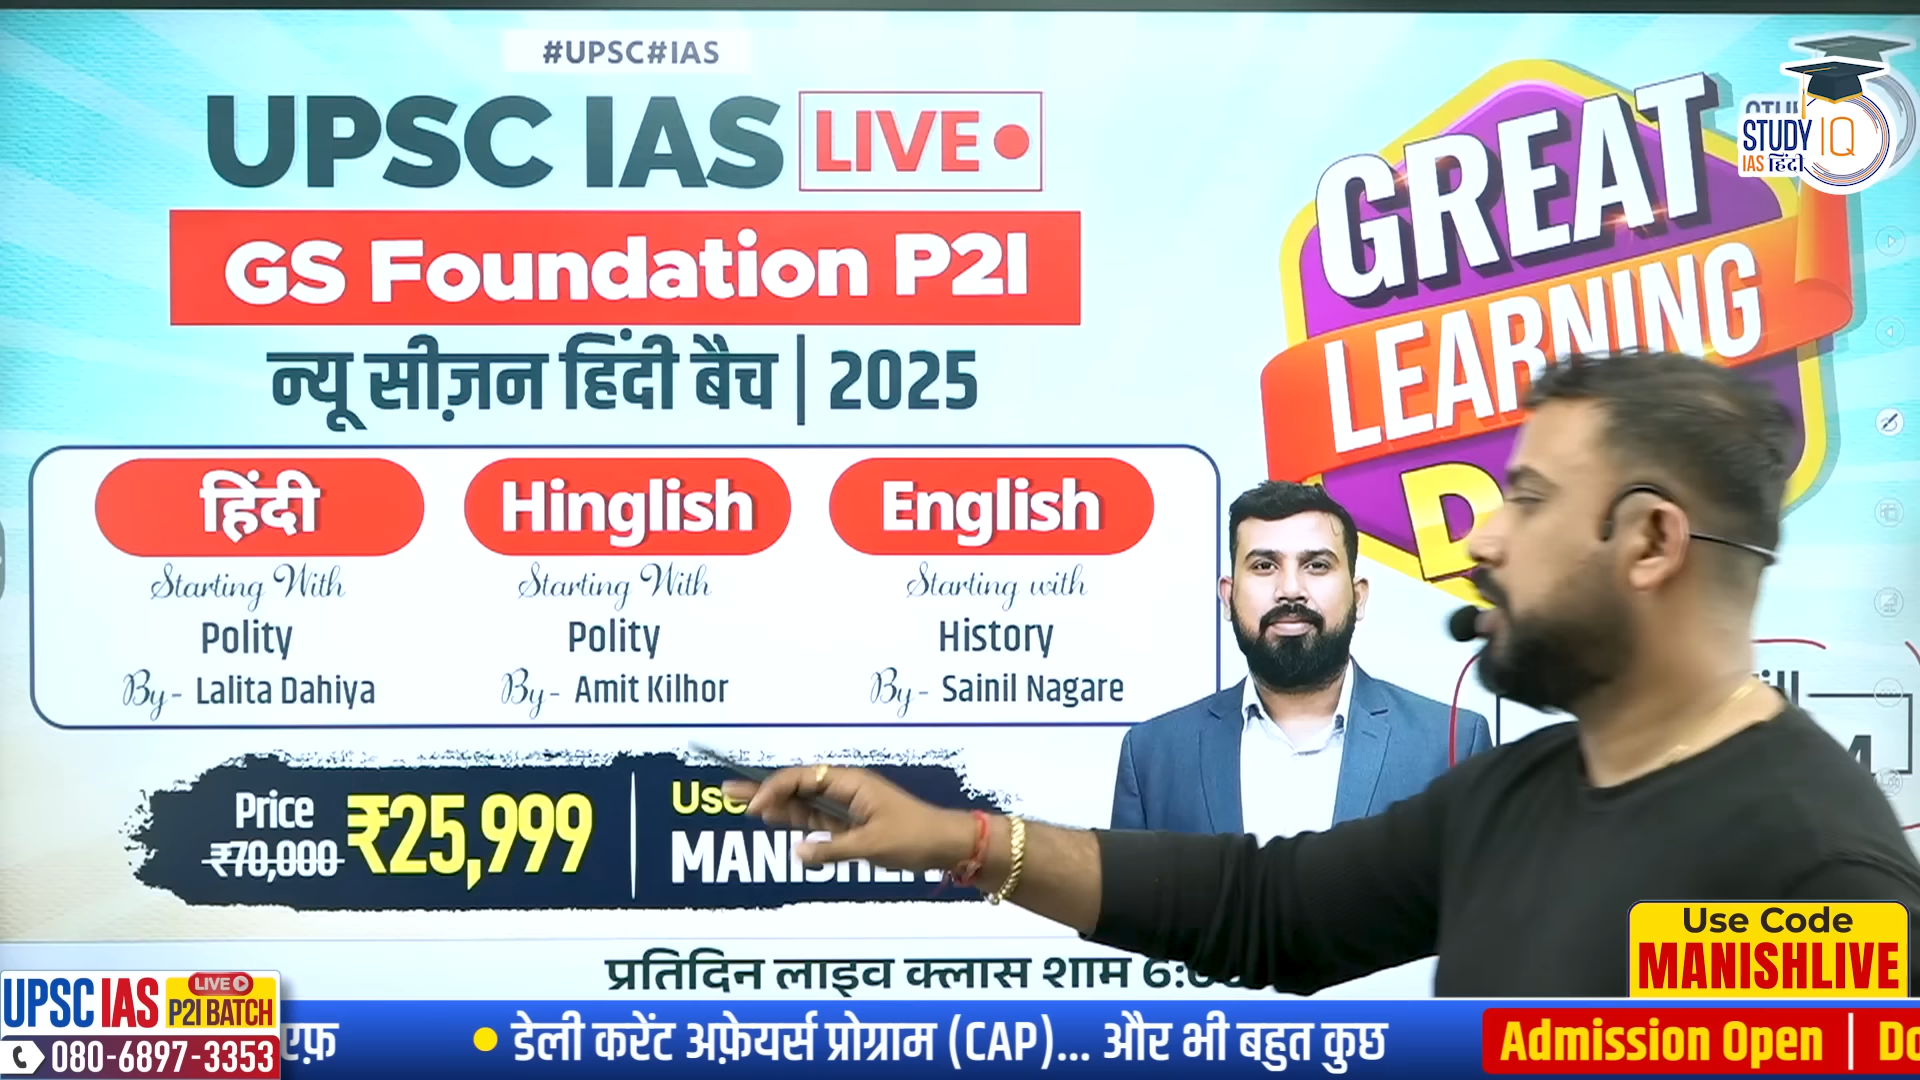 #UPSC#IAS
UPSC IAS LIVE
GS Foundation P2I
न्यू सीज़न हिंदी बैच | 2025
GREAT
LEARNING
STUDY IQ
IAS हिंदी
हिंदी
Starting With
Polity
By- Lalita Dahiya
Hinglish
Starting With
Polity
By- Amit Kilhor
English
Starting with
History
By- Sainil Nagare
Price
₹70,000
₹25,999
Use
प्रतिदिन लाइव क्लास शाम
Use Code
MANISHLIVE
UPSC IAS LIVE
P2I BATCH
080-6897-3353
डेली करेंट अफ़ेयर्स प्रोग्राम (CAP)... और भी बहुत कुछ
Admission Open |